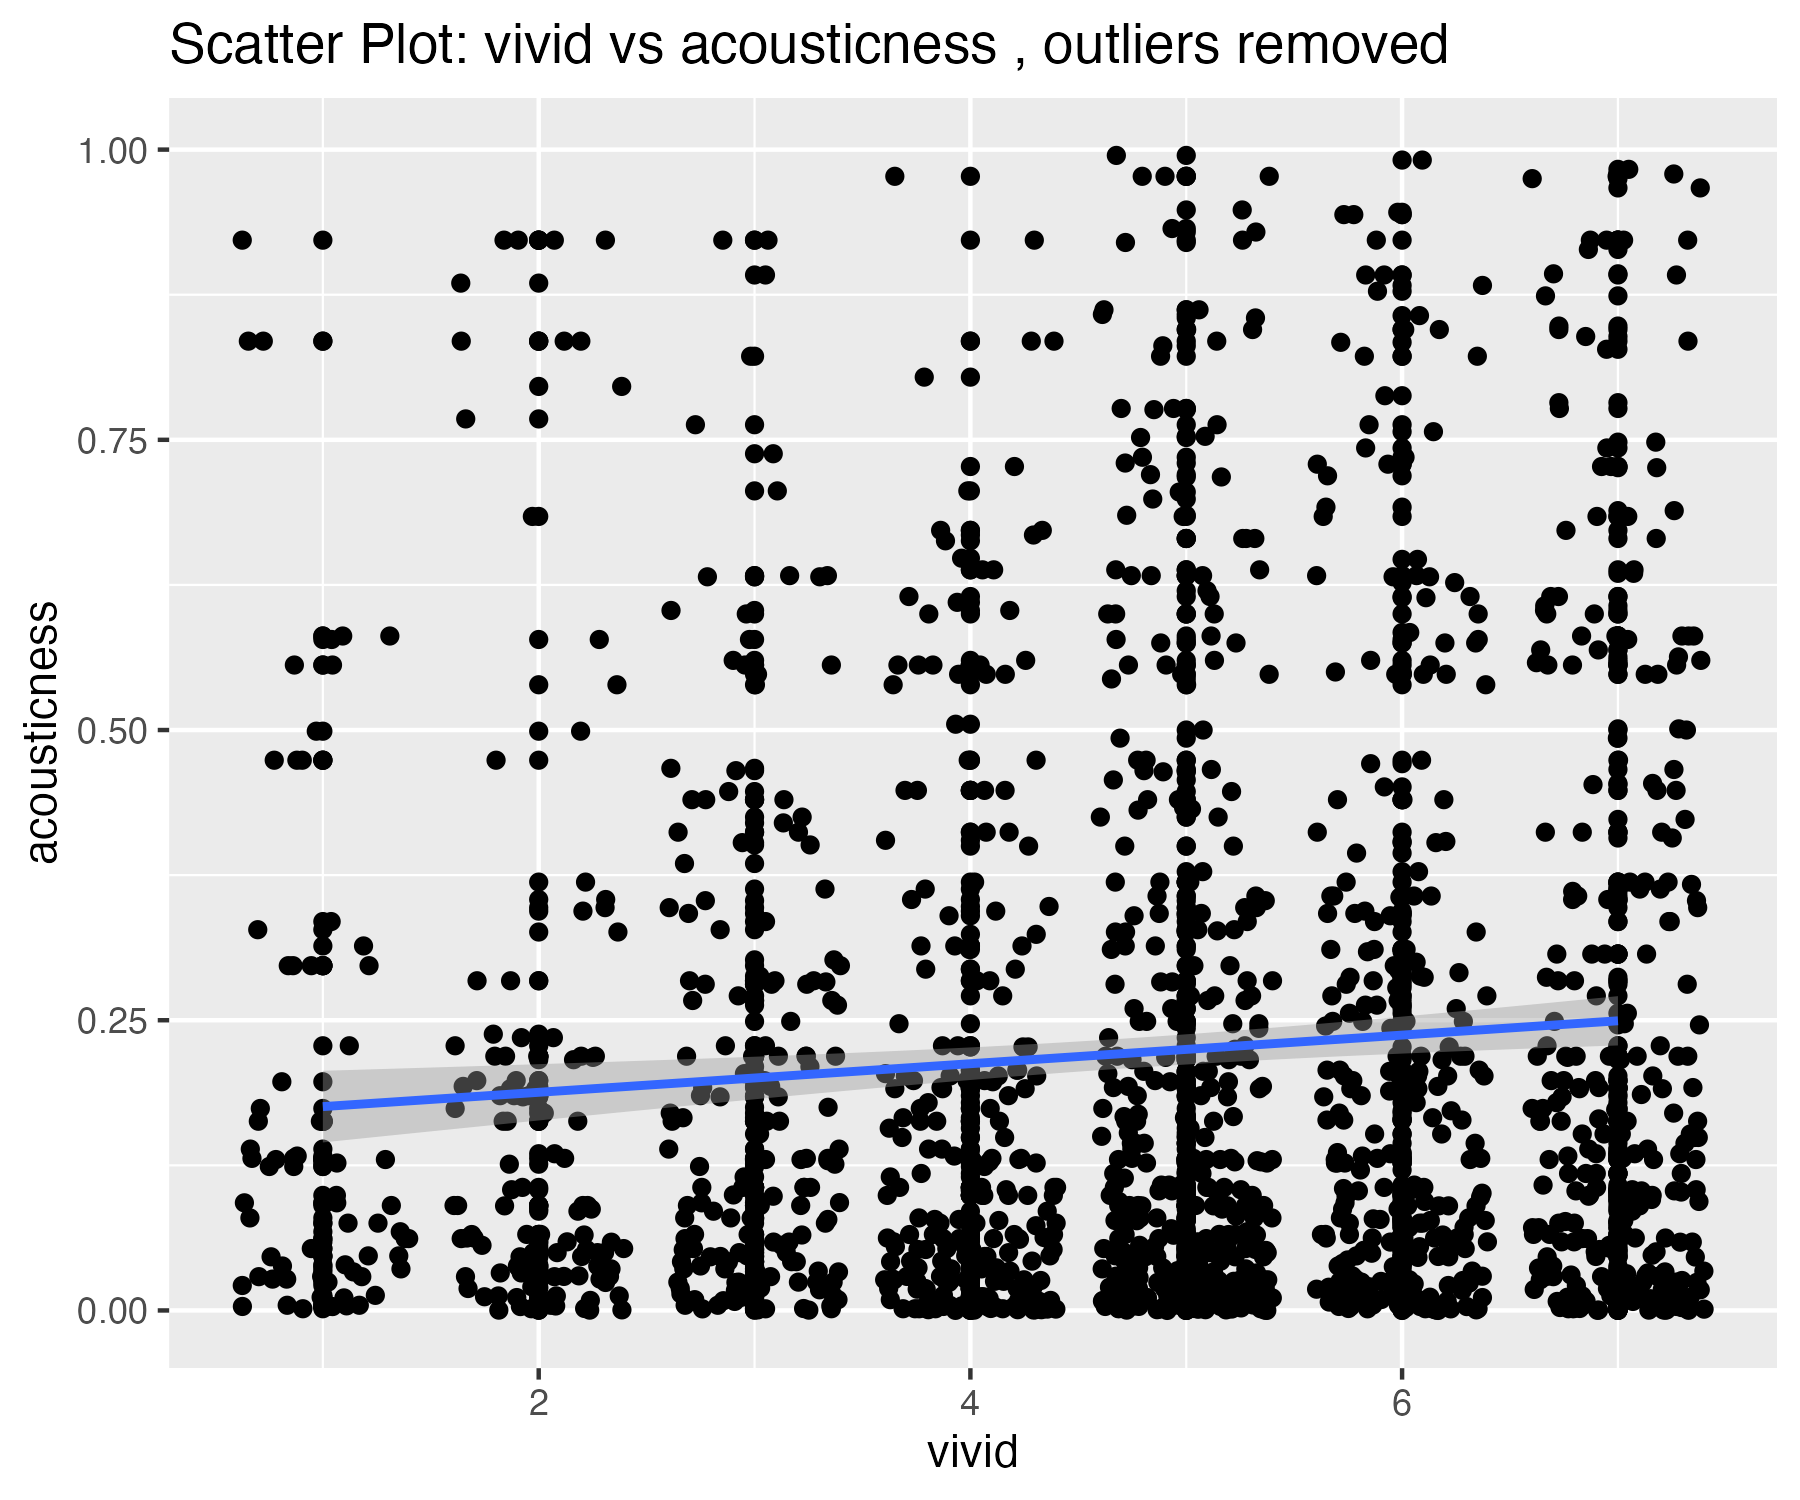 Scatter Plot: vivid vs acousticness , outliers removed
1.00
0.75
0.50
0.25
0.00
acousticness
2 4 6
vivid